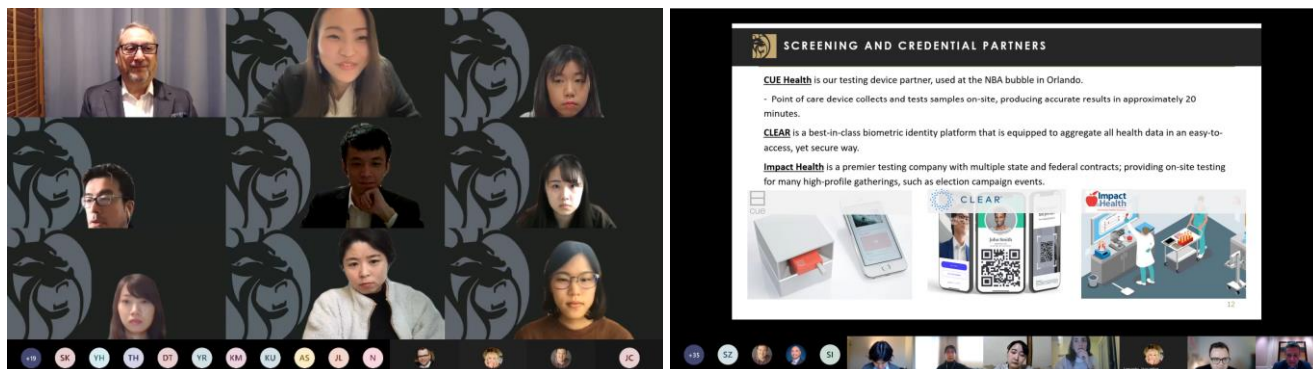 +19 SK YH TH DT YR KM KU AS JL N JC
SCREENING AND CREDENTIAL PARTNERS
CUE Health is our testing device partner, used at the NBA bubble in Orlando.
- Point of care device collects and tests samples on-site, producing accurate results in approximately 20
minutes.
CLEAR is a best-in-class biometric identity platform that is equipped to aggregate all health data in an easy-to-
access, yet secure way.
Impact Health is a premier testing company with multiple state and federal contracts; providing on-site testing
for many high-profile gatherings, such as election campaign events.
cue
CLEAR
Impact
Health
John Smith
12
+35 SZ SI